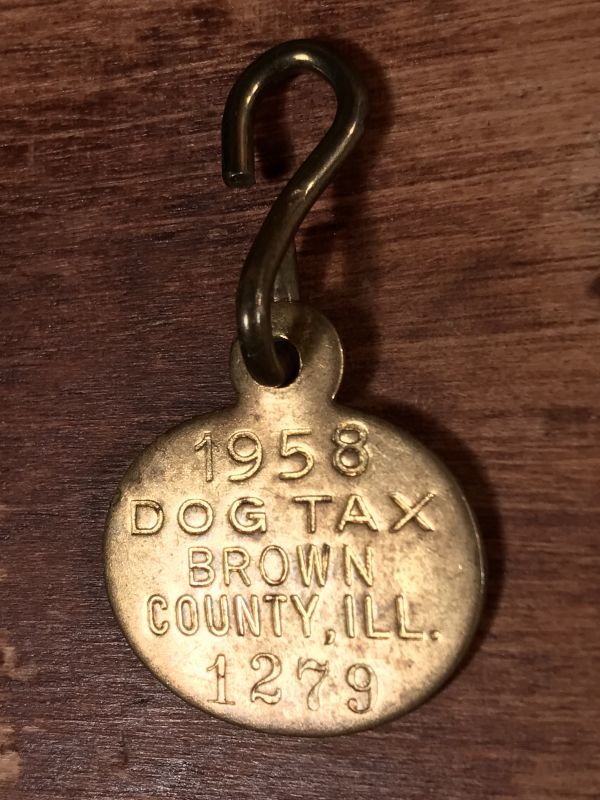 1958
DOG TAX
BROWN
COUNTY, ILL.
1279